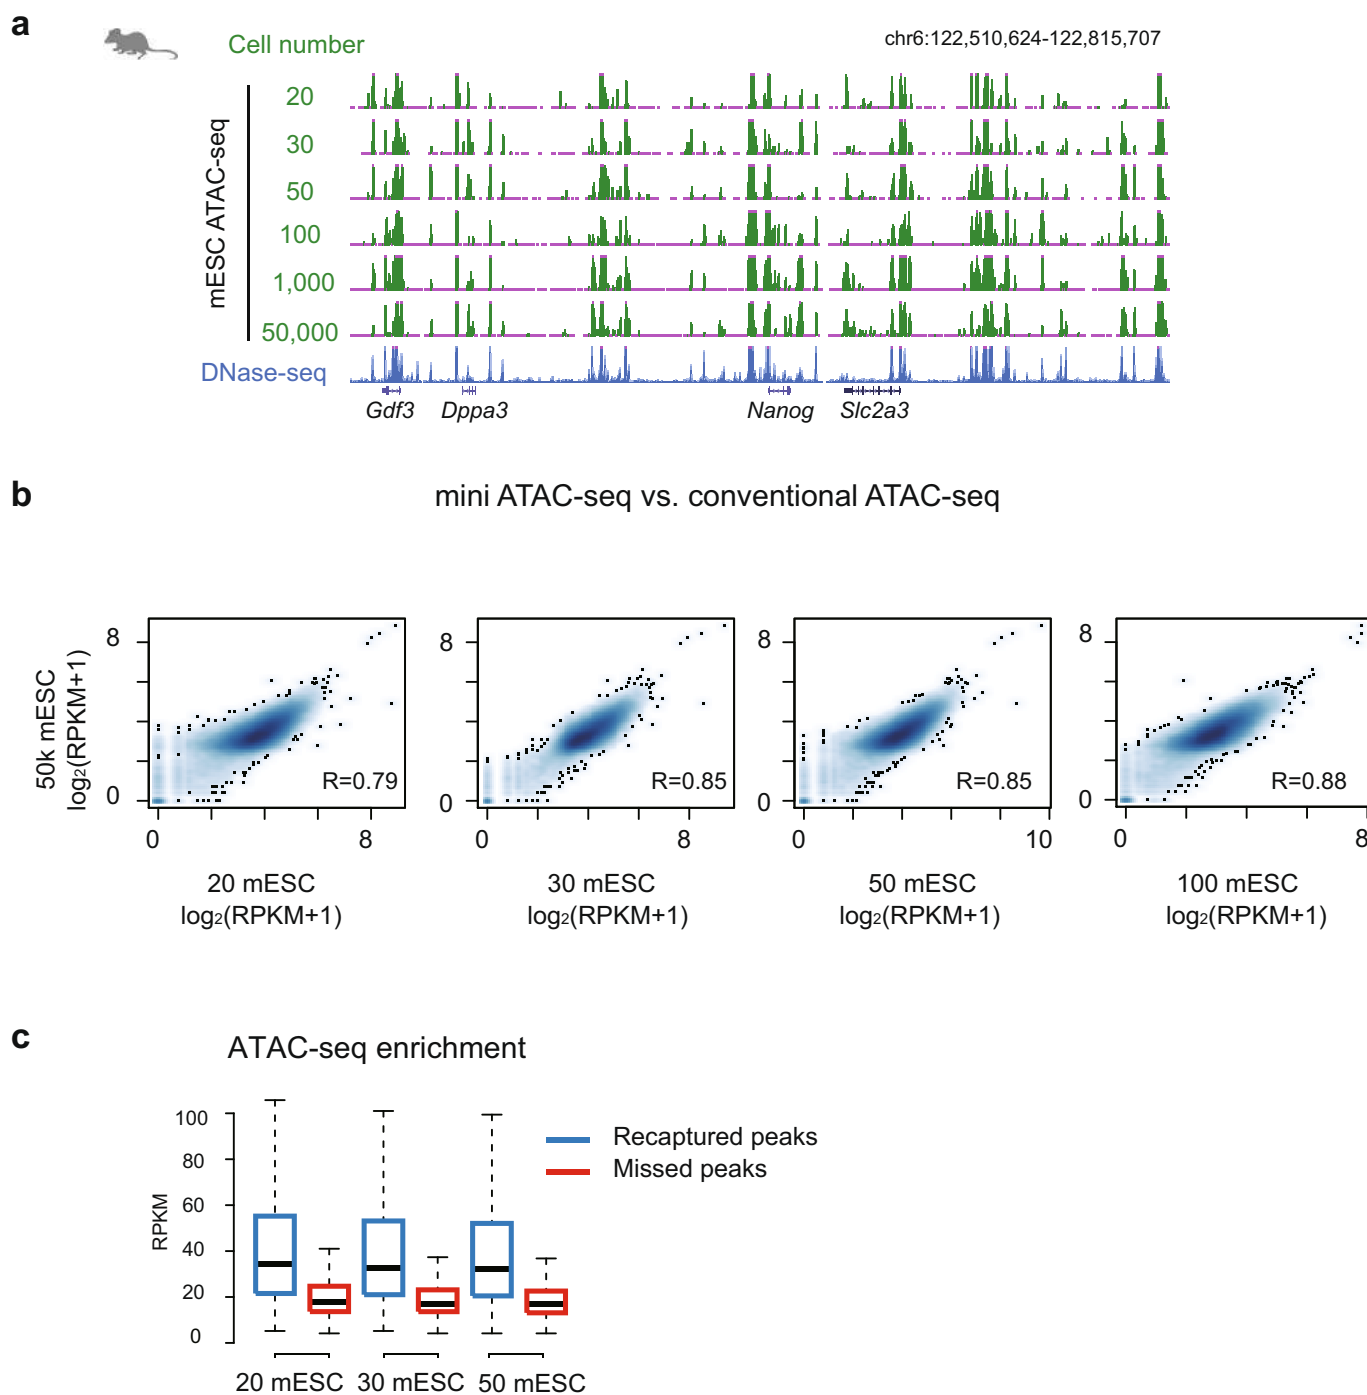 a
Cell number
chr6:122,510,624-122,815,707
mESC ATAC-seq
20
30
50
100
1,000
50,000
DNase-seq
Gdf3 Dppa3 Nanog Slc2a3
b
mini ATAC-seq vs. conventional ATAC-seq
50k mESC
log₂(RPKM+1)
8
0
R=0.79
0 8
20 mESC
log₂(RPKM+1)
8
0
R=0.85
0 8
30 mESC
log₂(RPKM+1)
8
0
R=0.85
0 10
50 mESC
log₂(RPKM+1)
8
0
R=0.88
0 8
100 mESC
log₂(RPKM+1)
c
ATAC-seq enrichment
RPKM
100
80
60
40
20
0
Recaptured peaks
Missed peaks
20 mESC 30 mESC 50 mESC